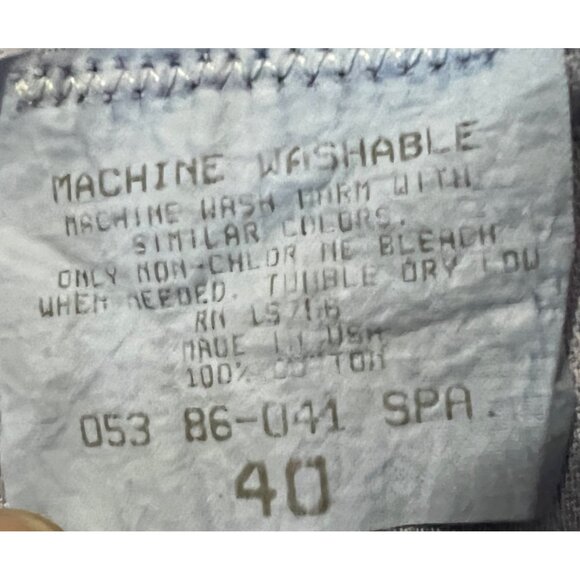 MACHINE WASHABLE
MACHINE WASH WARM WITH
SIMILAR COLORS.
ONLY NON-CHLORINE BLEACH
WHEN NEEDED. TUMBLE DRY LOW
RN
MADE IN USA
100% COTTON
053 86-041 SPA.
40